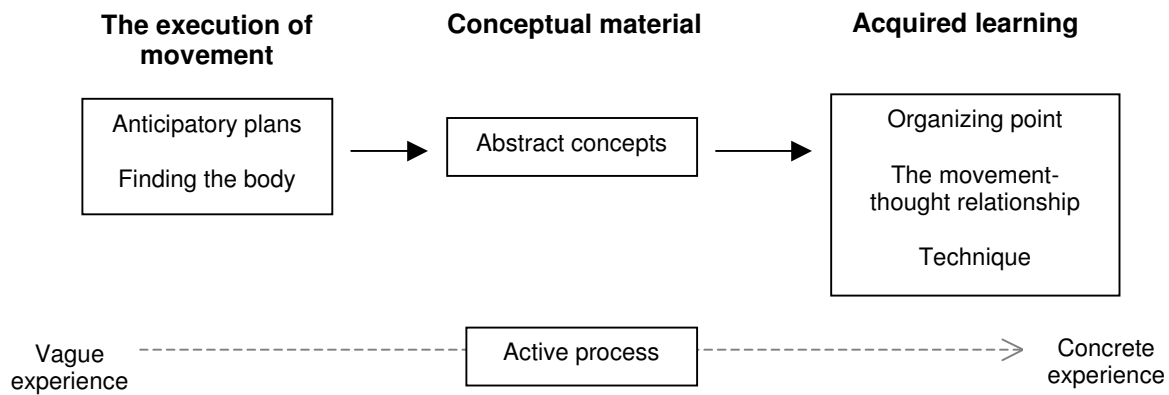 The execution of
movement
Conceptual material
Acquired learning
Anticipatory plans
Finding the body
Abstract concepts
Organizing point
The movement-
thought relationship
Technique
Vague
experience
Active process
Concrete
experience